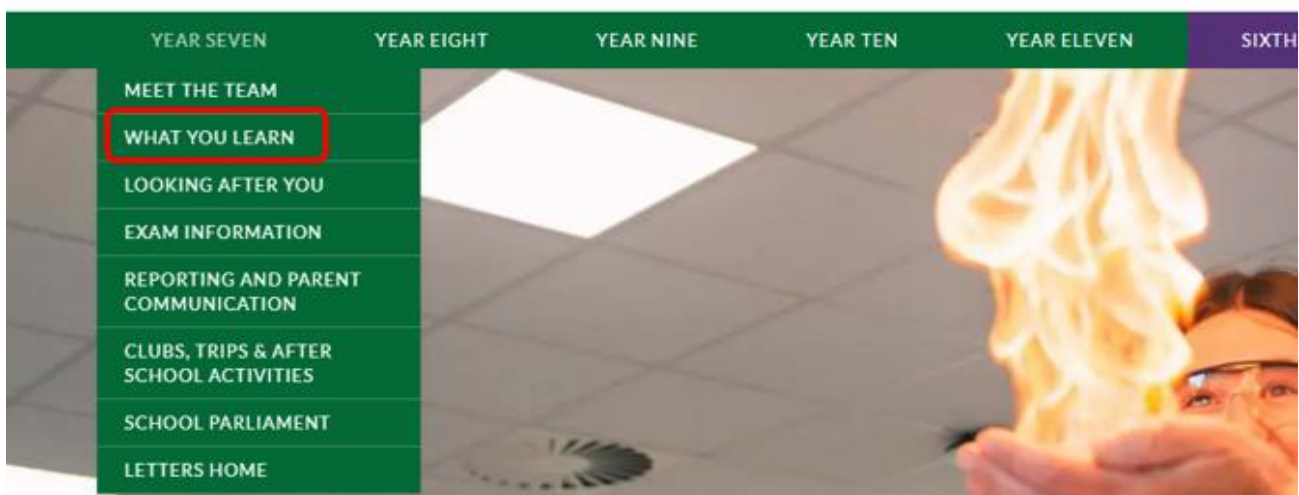 YEAR SEVEN
YEAR EIGHT
YEAR NINE
YEAR TEN
YEAR ELEVEN
SIXTH
MEET THE TEAM
WHAT YOU LEARN
LOOKING AFTER YOU
EXAM INFORMATION
REPORTING AND PARENT
COMMUNICATION
CLUBS, TRIPS & AFTER
SCHOOL ACTIVITIES
SCHOOL PARLIAMENT
LETTERS HOME